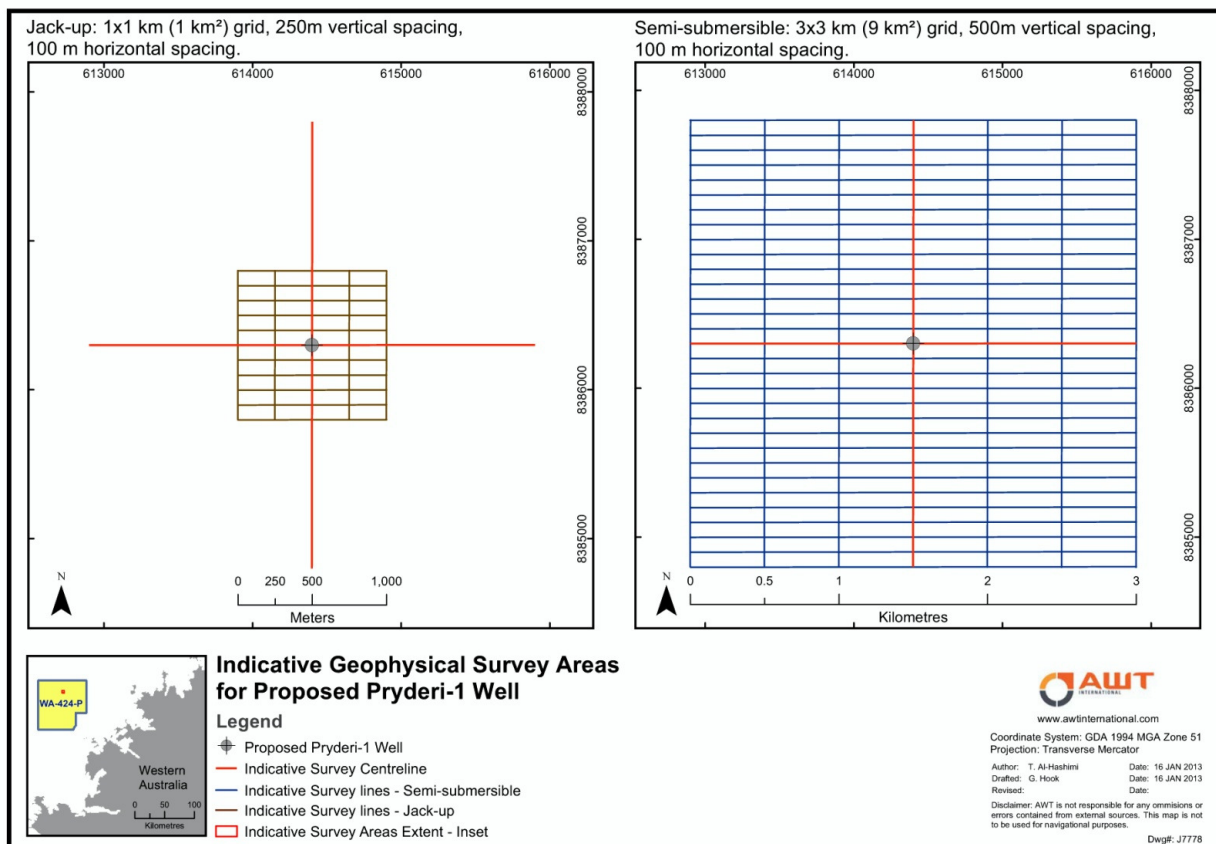 Jack-up: 1x1 km (1 km²) grid, 250m vertical spacing,
100 m horizontal spacing.
613000 614000 615000 616000
8388000
8387000
8386000
8385000
N
0 250 500 1,000
Meters
Semi-submersible: 3x3 km (9 km²) grid, 500m vertical spacing,
100 m horizontal spacing.
613000 614000 615000 616000
8388000
8387000
8386000
8385000
N
0 0.5 1 2 3
Kilometres
WA-424-P
Western
Australia
0 50 100
Kilometres
Indicative Geophysical Survey Areas
for Proposed Pryderi-1 Well
Legend
Proposed Pryderi-1 Well
Indicative Survey Centreline
Indicative Survey lines - Semi-submersible
Indicative Survey lines - Jack-up
Indicative Survey Areas Extent - Inset
AWT
INTERNATIONAL
www.awtinternational.com
Coordinate System: GDA 1994 MGA Zone 51
Projection: Transverse Mercator
Author: T. Al-Hashimi Date: 16 JAN 2013
Drafted: G. Hook Date: 16 JAN 2013
Revised: Date:
Disclaimer: AWT is not responsible for any ommisions or
errors contained from external sources. This map is not
to be used for navigational purposes.
Dwg#: J7778